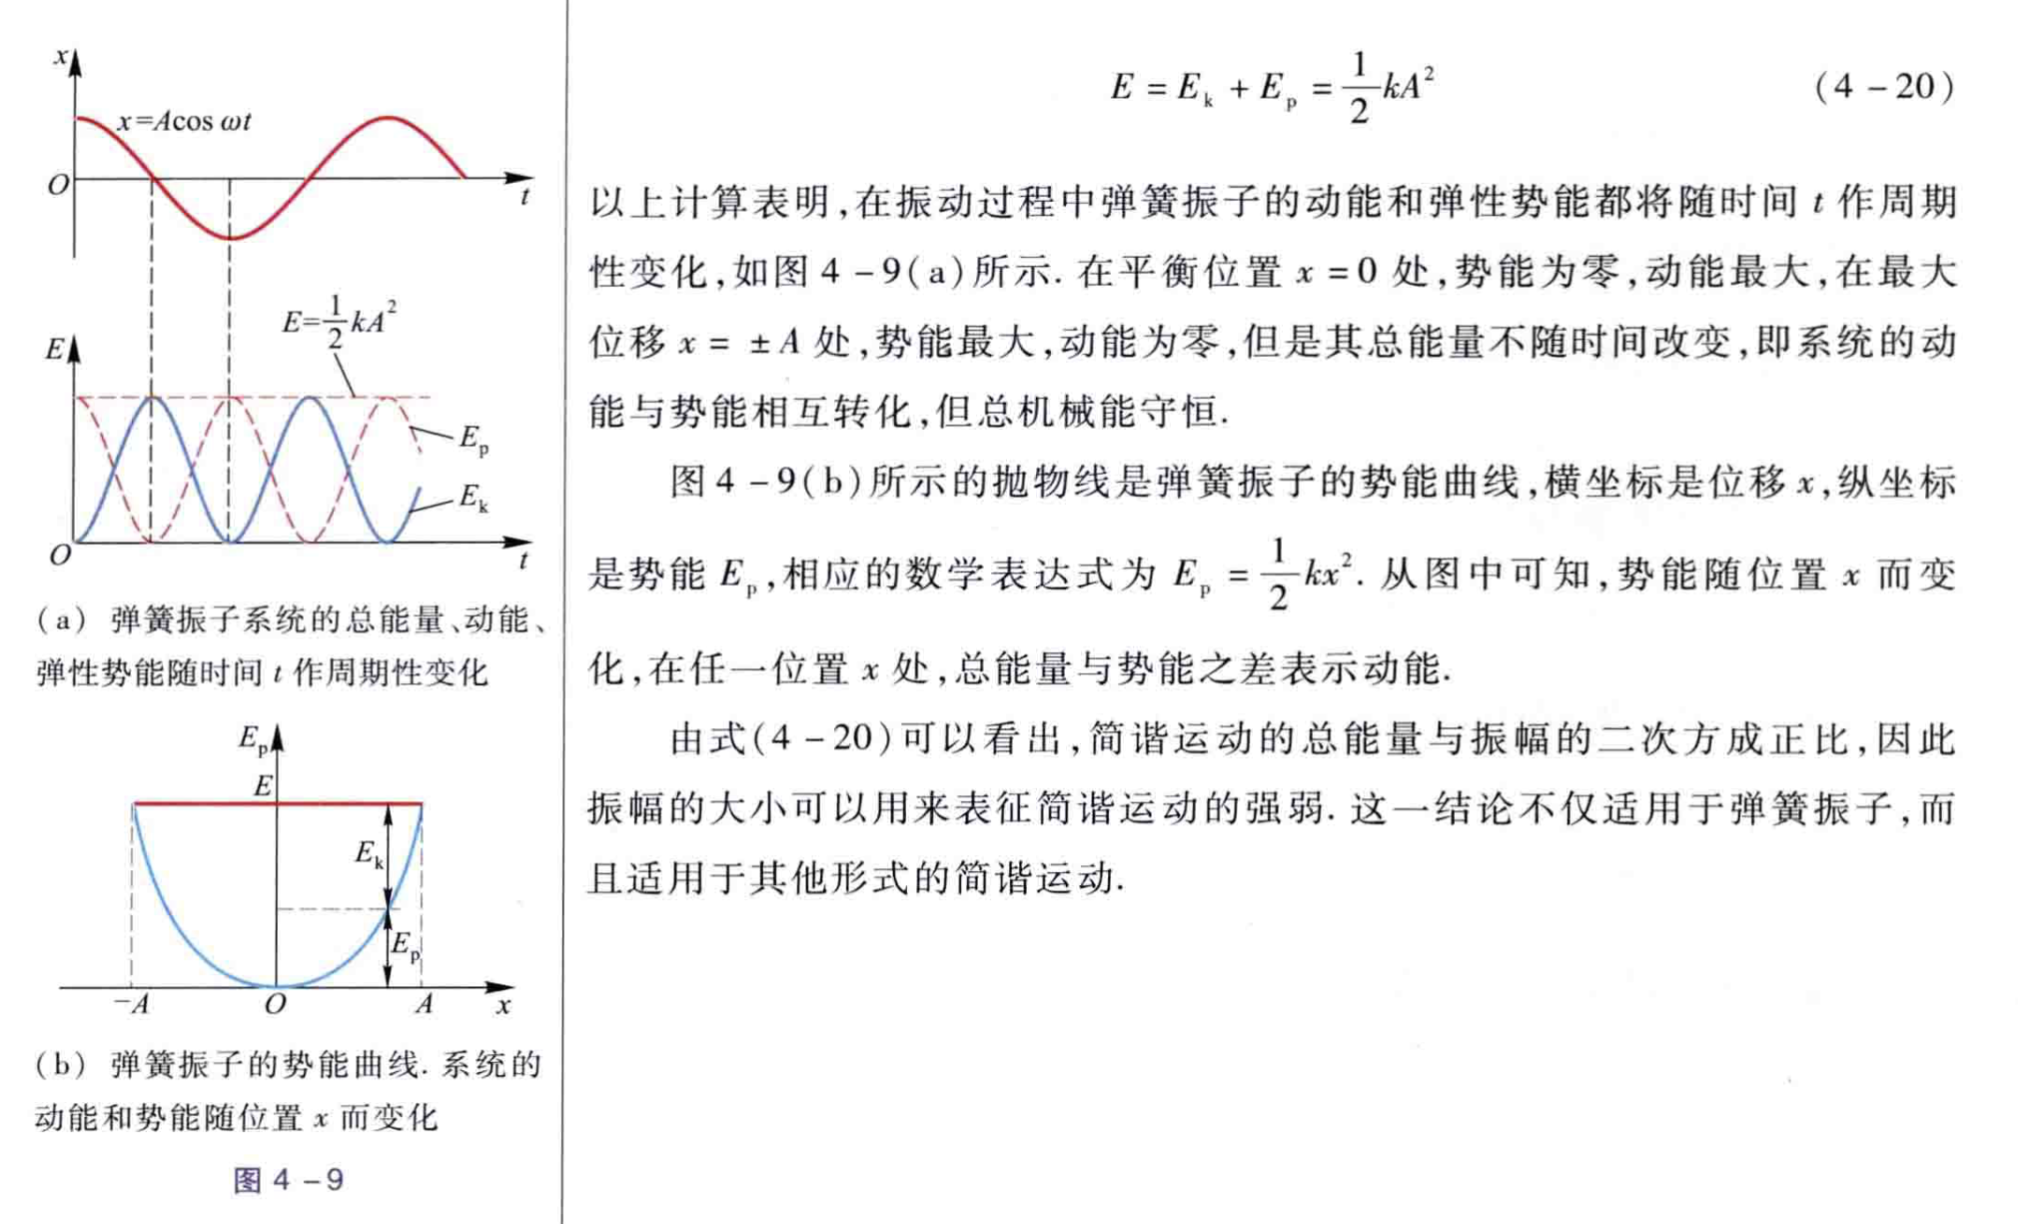 x
x=Acos ωt
O
t
E=1/2 kA²
E
E_p
E_k
O
t
(a) 弹簧振子系统的总能量、动能、
弹性势能随时间 t 作周期性变化
E_p
E
E_k
E_p
-A
O
A
x
(b) 弹簧振子的势能曲线. 系统的
动能和势能随位置 x 而变化
图 4-9
E = E_k + E_p = 1/2 kA² (4-20)
以上计算表明,在振动过程中弹簧振子的动能和弹性势能都将随时间 t 作周期
性变化,如图 4-9(a)所示. 在平衡位置 x=0 处,势能为零,动能最大,在最大
位移 x= ±A 处,势能最大,动能为零,但是其总能量不随时间改变,即系统的动
能与势能相互转化,但总机械能守恒.
图 4-9(b)所示的抛物线是弹簧振子的势能曲线,横坐标是位移 x,纵坐标
是势能 E_p,相应的数学表达式为 E_p = 1/2 kx². 从图中可知,势能随位置 x 而变
化,在任一位置 x 处,总能量与势能之差表示动能.
由式(4-20)可以看出,简谐运动的总能量与振幅的二次方成正比,因此
振幅的大小可以用来表征简谐运动的强弱. 这一结论不仅适用于弹簧振子,而
且适用于其他形式的简谐运动.